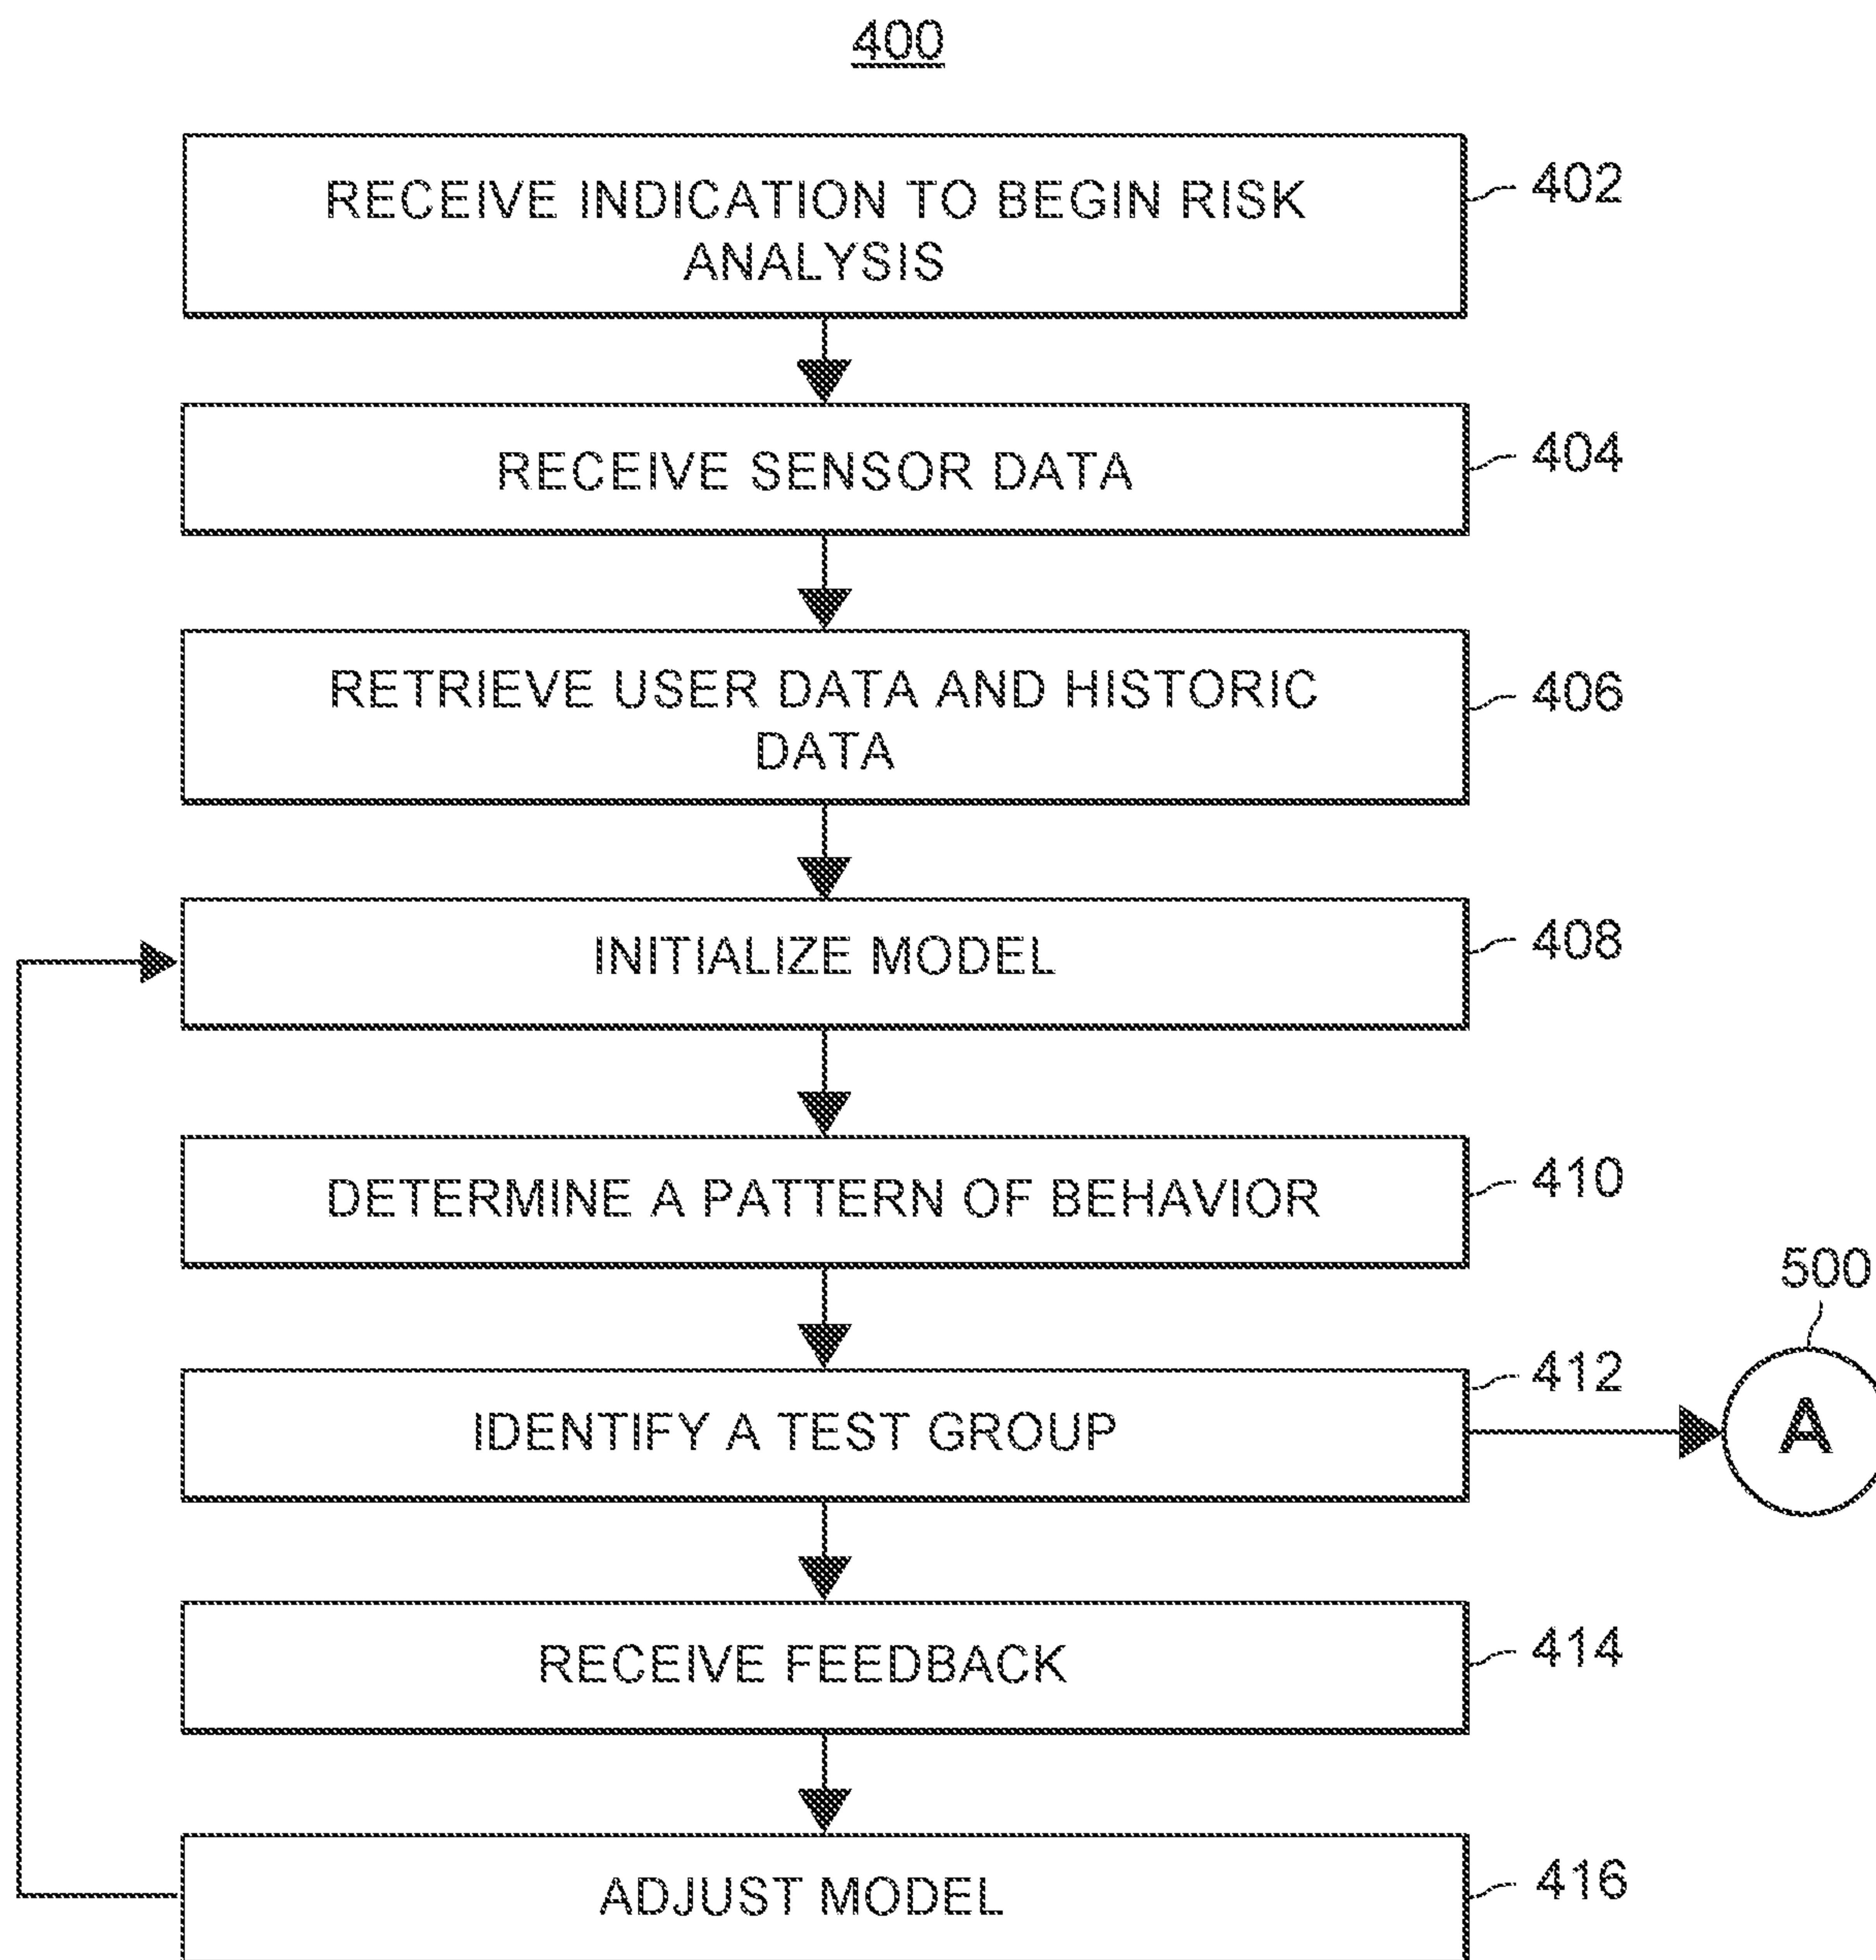 400
RECEIVE INDICATION TO BEGIN RISK
ANALYSIS
402
RECEIVE SENSOR DATA
404
RETRIEVE USER DATA AND HISTORIC
DATA
406
INITIALIZE MODEL
408
DETERMINE A PATTERN OF BEHAVIOR
410
500
IDENTIFY A TEST GROUP
412
A
RECEIVE FEEDBACK
414
ADJUST MODEL
416